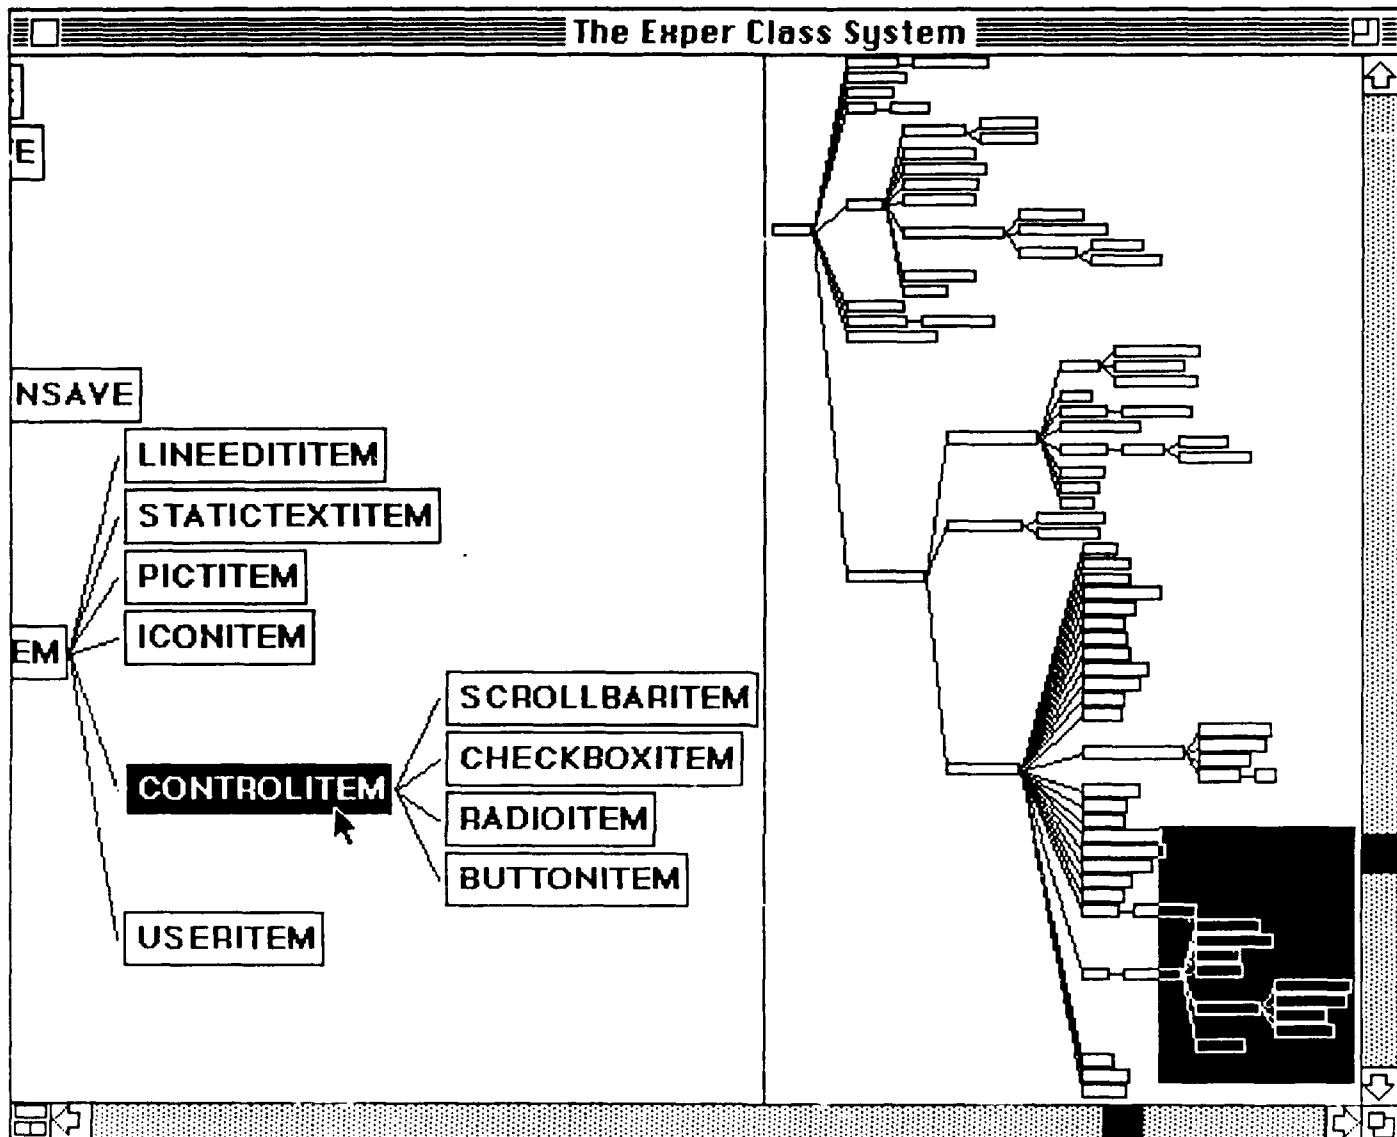 The Exper Class System
E
NSAVE
LINEEDITITEM
STATICTEXTITEM
PICTITEM
ICONITEM
EM
SCROLLBARITEM
CHECKBOXITEM
CONTROLITEM
RADIOITEM
BUTTONITEM
USERITEM